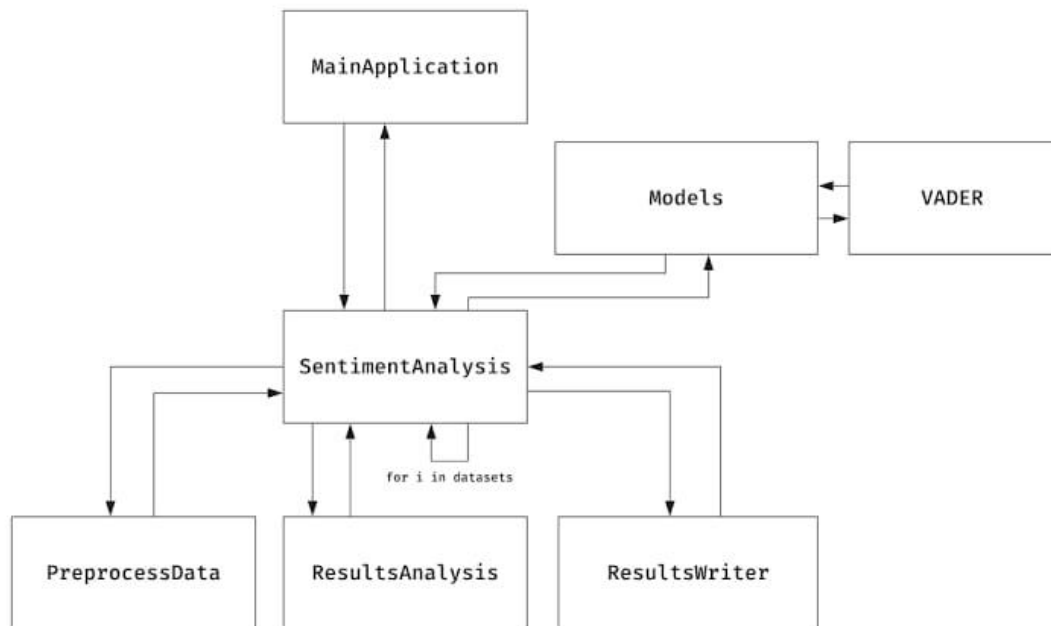 MainApplication
Models
VADER
SentimentAnalysis
for i in datasets
PreprocessData
ResultsAnalysis
ResultsWriter